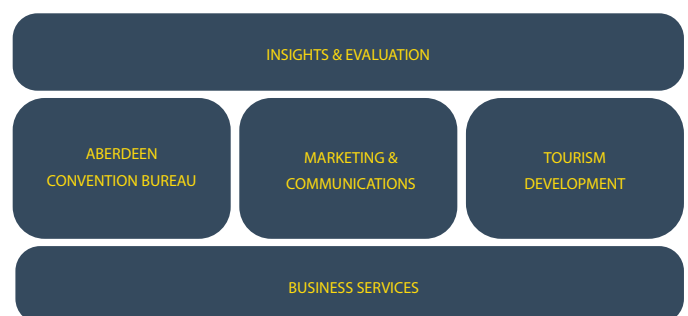 INSIGHTS & EVALUATION
ABERDEEN
CONVENTION BUREAU
MARKETING &
COMMUNICATIONS
TOURISM
DEVELOPMENT
BUSINESS SERVICES